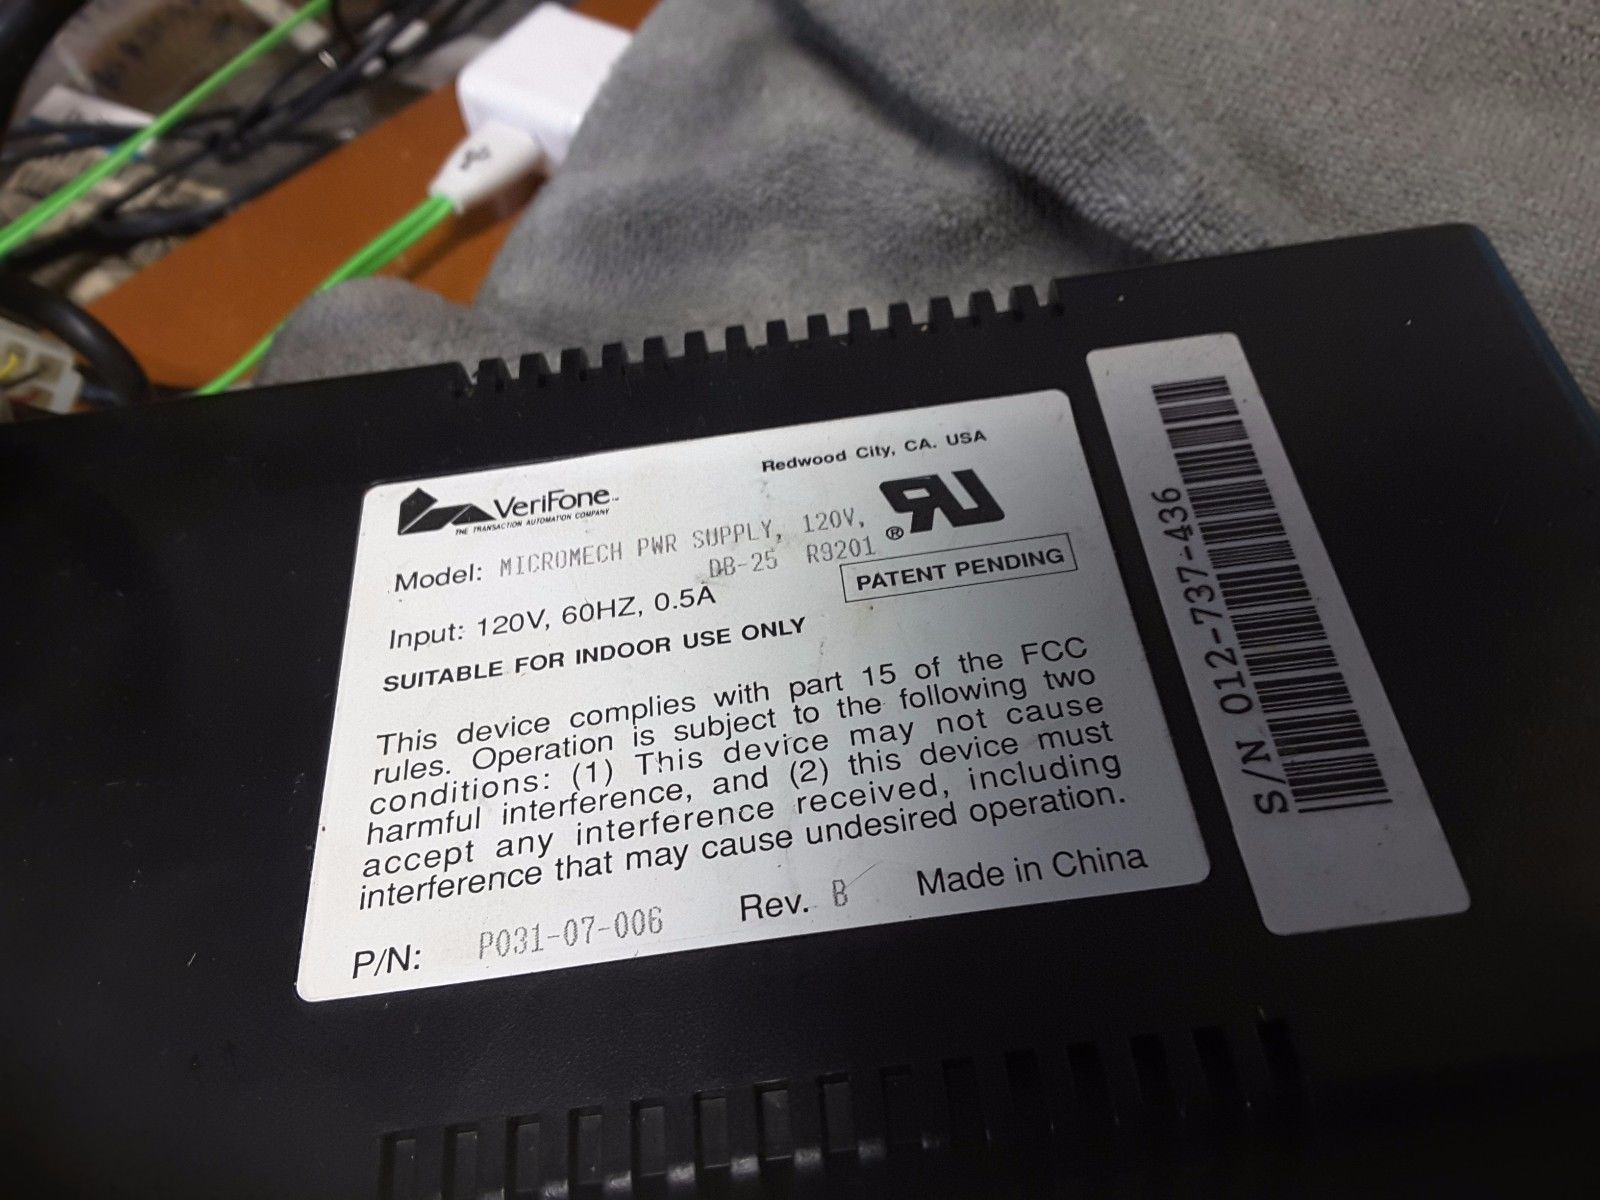 Redwood City, CA. USA
VeriFone™
THE TRANSACTION AUTOMATION COMPANY
Model: MICROMECH PWR SUPPLY, 120V,
DB-25 R9201
®
Input: 120V, 60HZ, 0.5A
PATENT PENDING
SUITABLE FOR INDOOR USE ONLY
This device complies with part 15 of the FCC
rules. Operation is subject to the following two
conditions: (1) This device may not cause
harmful interference, and (2) this device must
accept any interference received, including
interference that may cause undesired operation.
P/N: P031-07-006 Rev. B Made in China
S/N 012-737-436